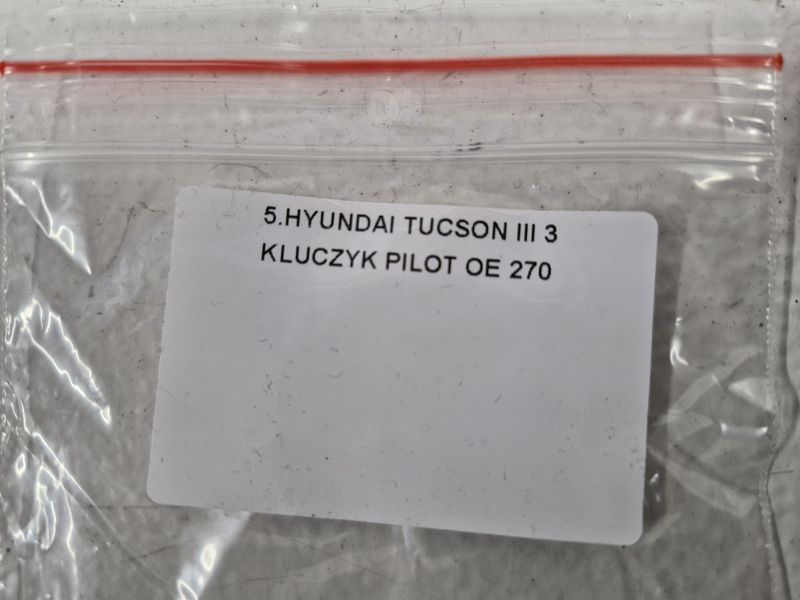 5.HYUNDAI TUCSON III 3
KLUCZYK PILOT OE 270